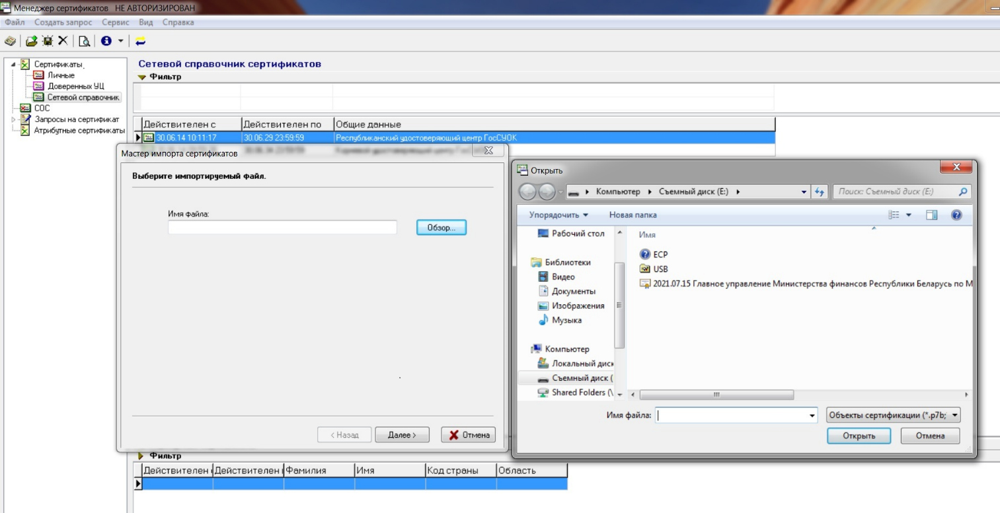 Менеджер сертификатов НЕ АВТОРИЗИРОВАН
Файл Создать запрос Сервис Вид Справка
Сертификаты
Личные
Доверенных УЦ
Сетевой справочник
СОС
Запросы на сертификат
Атрибутные сертификаты
Сетевой справочник сертификатов
Фильтр
Действителен с Действителен по Общие данные
30.06.14 10:11:17 30.06.29 23:59:59 Республиканский удостоверяющий центр ГосСУОК
Мастер импорта сертификатов
Выберите импортируемый файл.
Имя файла:
Обзор...
< Назад Далее > Отмена
Открыть
Компьютер Съемный диск (E:)
Поиск: Съемный диск (E:)
Упорядочить Новая папка
Рабочий стол
Библиотеки
Видео
Документы
Изображения
Музыка
Компьютер
Локальный диск
Съемный диск (
Shared Folders (\
Имя
ECP
USB
2021.07.15 Главное управление Министерства финансов Республики Беларусь по М
Имя файла: Объекты сертификации (*.p7b;
Открыть Отмена
Фильтр
Действителен Действителен Фамилия Имя Код страны Область